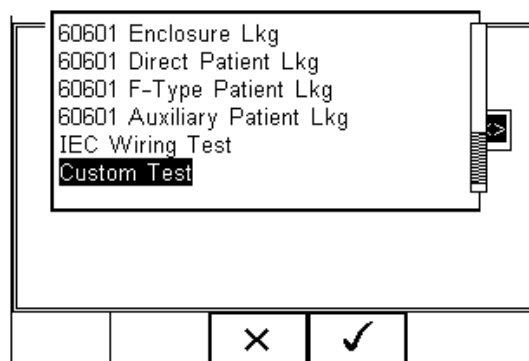 60601 Enclosure Lkg
60601 Direct Patient Lkg
60601 F-Type Patient Lkg
60601 Auxiliary Patient Lkg
IEC Wiring Test
Custom Test